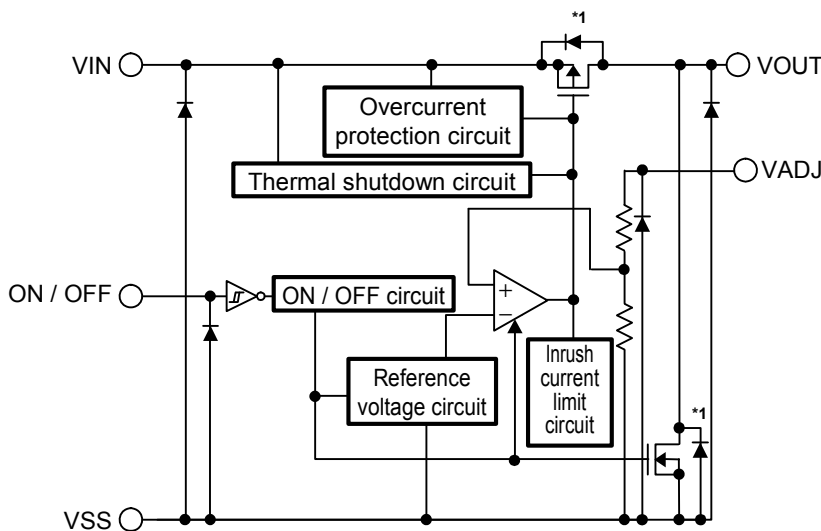 *1
VIN
VOUT
Overcurrent
protection circuit
Thermal shutdown circuit
VADJ
ON / OFF
ON / OFF circuit
+
−
Reference
voltage circuit
Inrush
current
limit
circuit
*1
VSS